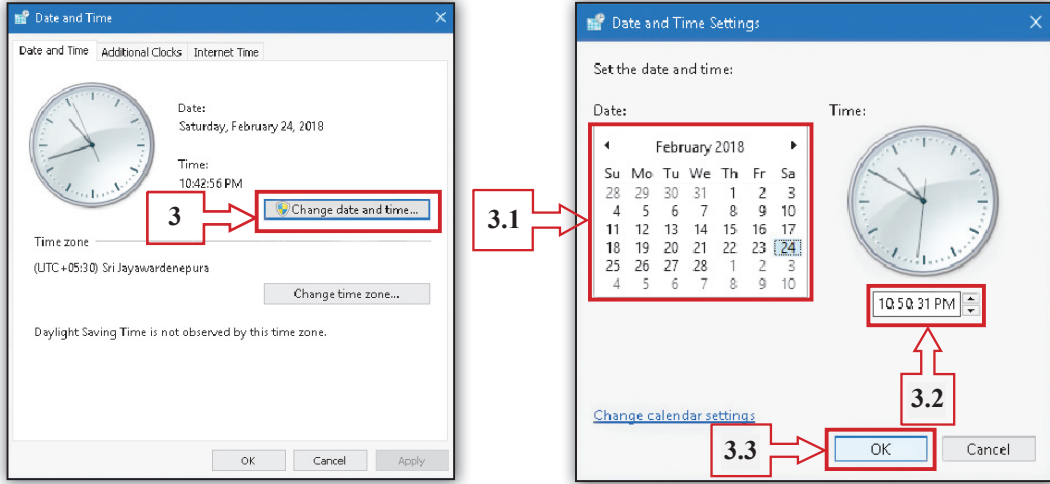 Date and Time
Date and Time Additional Clocks Internet Time
Date:
Saturday, February 24, 2018
Time:
10:42:56 PM
3
Change date and time...
Time zone
(UTC+05:30) Sri Jayawardenepura
Change time zone...
Daylight Saving Time is not observed by this time zone.
OK Cancel Apply
Date and Time Settings
Set the date and time:
Date:
Time:
3.1
February 2018
Su Mo Tu We Th Fr Sa
28 29 30 31 1 2 3
4 5 6 7 8 9 10
11 12 13 14 15 16 17
18 19 20 21 22 23 24
25 26 27 28 1 2 3
4 5 6 7 8 9 10
10:50:31 PM
3.2
Change calendar settings
3.3
OK Cancel